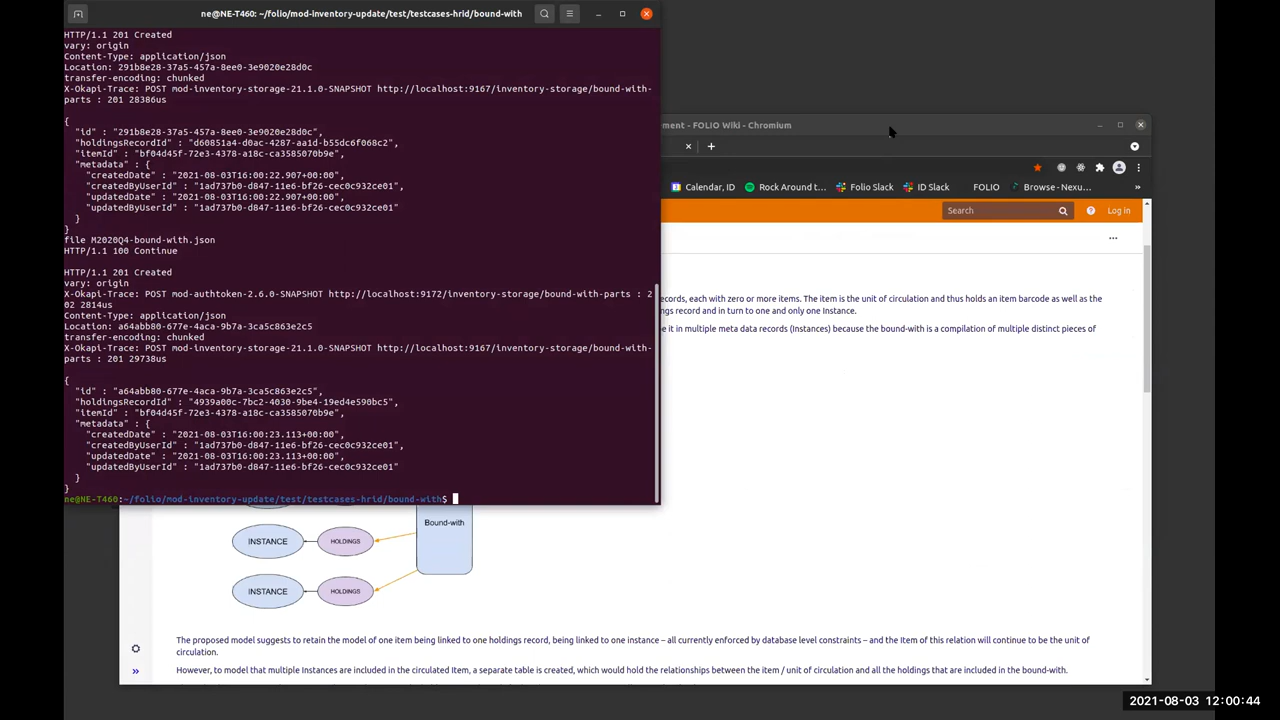 ne@NE-T460: ~/folio/mod-inventory-update/test/testcases-hrid/bound-with
HTTP/1.1 201 Created
vary: origin
Content-Type: application/json
Location: 291b8e28-37a5-457a-8ee0-3e9020e28d0c
transfer-encoding: chunked
X-Okapi-Trace: POST mod-inventory-storage-21.1.0-SNAPSHOT http://localhost:9167/inventory-storage/bound-with-
parts : 201 28386us
{
"id" : "291b8e28-37a5-457a-8ee0-3e9020e28d0c",
"holdingsRecordId" : "d60851a4-d0ac-4287-aa1d-b55dc6f068c2",
"itemId" : "bf04d45f-72e3-4378-a18c-ca3585070b9e",
"metadata" : {
"createdDate" : "2021-08-03T16:00:22.907+00:00",
"createdByUserId" : "1ad737b0-d847-11e6-bf26-cec0c932ce01",
"updatedDate" : "2021-08-03T16:00:22.907+00:00",
"updatedByUserId" : "1ad737b0-d847-11e6-bf26-cec0c932ce01"
}
}
file M2020Q4-bound-with.json
HTTP/1.1 100 Continue
HTTP/1.1 201 Created
vary: origin
X-Okapi-Trace: POST mod-authtoken-2.6.0-SNAPSHOT http://localhost:9172/inventory-storage/bound-with-parts : 2
02 2814us
Content-Type: application/json
Location: a64abb80-677e-4aca-9b7a-3ca5c863e2c5
transfer-encoding: chunked
X-Okapi-Trace: POST mod-inventory-storage-21.1.0-SNAPSHOT http://localhost:9167/inventory-storage/bound-with-
parts : 201 29738us
{
"id" : "a64abb80-677e-4aca-9b7a-3ca5c863e2c5",
"holdingsRecordId" : "4939a00c-7bc2-4030-9be4-19ed4e590bc5",
"itemId" : "bf04d45f-72e3-4378-a18c-ca3585070b9e",
"metadata" : {
"createdDate" : "2021-08-03T16:00:23.113+00:00",
"createdByUserId" : "1ad737b0-d847-11e6-bf26-cec0c932ce01",
"updatedDate" : "2021-08-03T16:00:23.113+00:00",
"updatedByUserId" : "1ad737b0-d847-11e6-bf26-cec0c932ce01"
}
}
ne@NE-T460:~/folio/mod-inventory-update/test/testcases-hrid/bound-with$
ment - FOLIO Wiki - Chromium
Calendar, ID Rock Around t... Folio Slack ID Slack FOLIO Browse - Nexu... »
Search Log in
...
ecords, each with zero or more items. The item is the unit of circulation and thus holds an item barcode as well as the
ngs record and in turn to one and only one Instance.
be it in multiple meta data records (Instances) because the bound-with is a compilation of multiple distinct pieces of
Bound-with
INSTANCE HOLDINGS
INSTANCE HOLDINGS
The proposed model suggests to retain the model of one item being linked to one holdings record, being linked to one instance – all currently enforced by database level constraints – and the Item of this relation will continue to be the unit of
circulation.
However, to model that multiple Instances are included in the circulated Item, a separate table is created, which would hold the relationships between the item / unit of circulation and all the holdings that are included in the bound-with.
2021-08-03 12:00:44